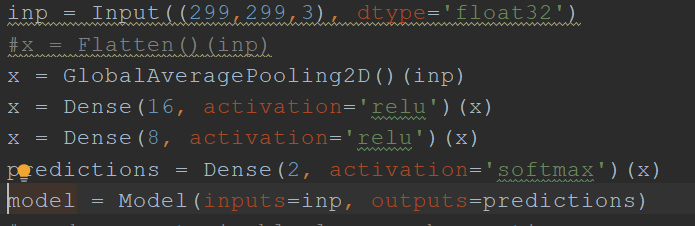 inp = Input((299,299,3), dtype='float32')
#x = Flatten()(inp)
x = GlobalAveragePooling2D()(inp)
x = Dense(16, activation='relu')(x)
x = Dense(8, activation='relu')(x)
predictions = Dense(2, activation='softmax')(x)
model = Model(inputs=inp, outputs=predictions)